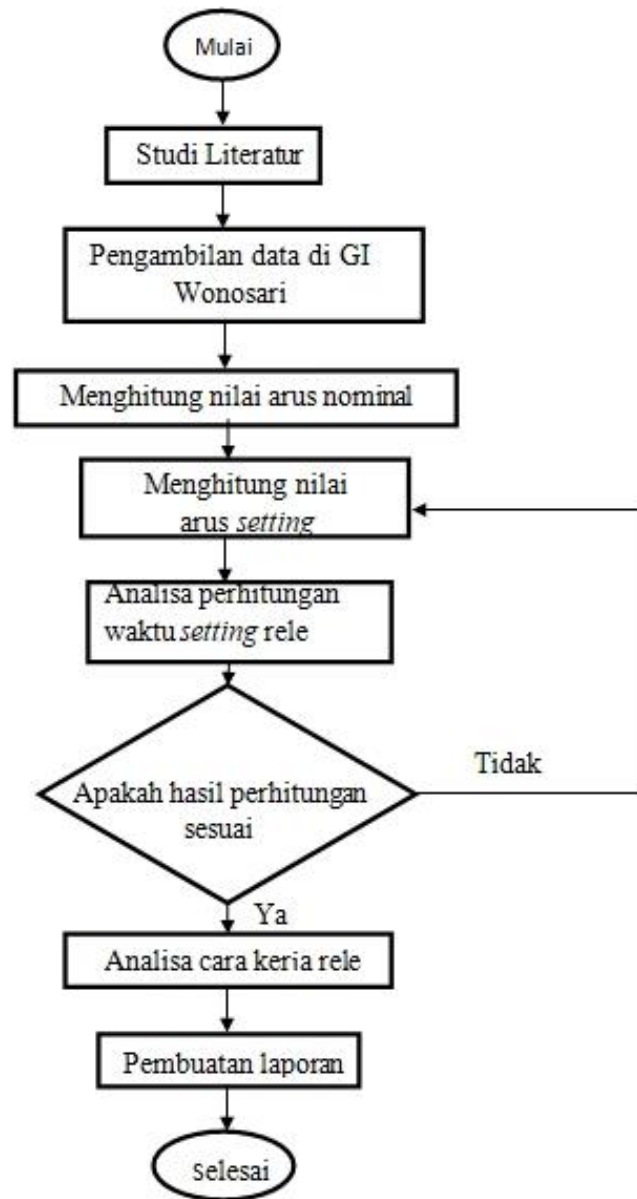 Mulai
Studi Literatur
Pengambilan data di GI
Wonosari
Menghitung nilai arus nominal
Menghitung nilai
arus setting
Analisa perhitungan
waktu setting rele
Apakah hasil perhitungan
sesuai
Tidak
Ya
Analisa cara kerja rele
Pembuatan laporan
Selesai